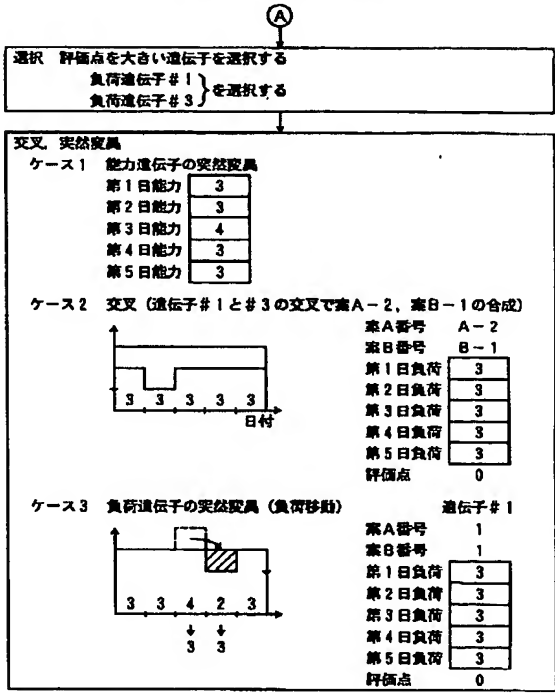 A
選択 評価点を大きい遺伝子を選択する
負荷遺伝子#1
負荷遺伝子#3
を選択する
交叉,突然変異
ケース1 能力遺伝子の突然変異
第1日能力 3
第2日能力 3
第3日能力 4
第4日能力 3
第5日能力 3
ケース2 交叉(遺伝子#1と#3の交叉で案A-2,案B-1の合成)
案A番号 A-2
案B番号 B-1
第1日負荷 3
第2日負荷 3
第3日負荷 3
第4日負荷 3
第5日負荷 3
評価点 0
3 3 3 3 3
日付
ケース3 負荷遺伝子の突然変異(負荷移動)
遺伝子#1
案A番号 1
案B番号 1
第1日負荷 3
第2日負荷 3
第3日負荷 3
第4日負荷 3
第5日負荷 3
評価点 0
3 3 4 2 3
3 3